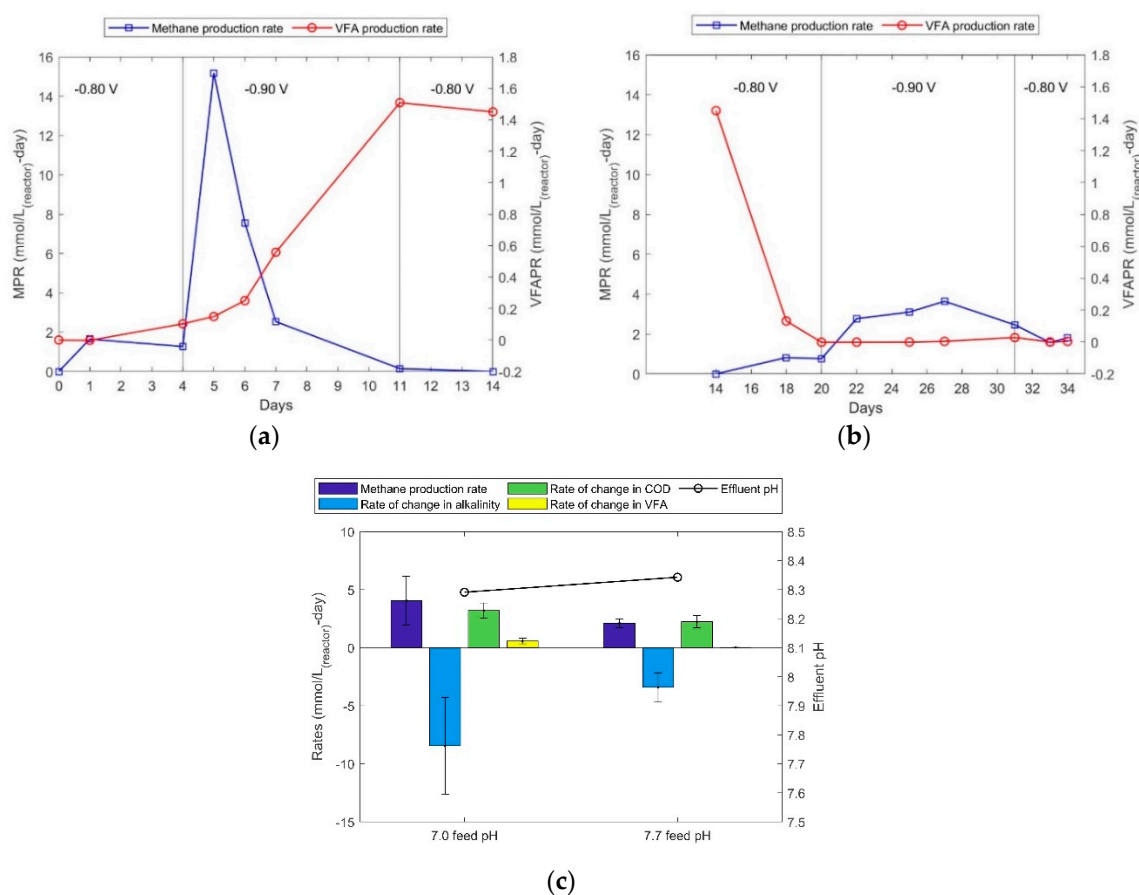 Methane production rate VFA production rate
16 14 12 10 8 6 4 2 0
MPR (mmol/L(reactor)-day)
-0.80 V -0.90 V -0.80 V
1.8 1.6 1.4 1.2 1 0.8 0.6 0.4 0.2 0 -0.2
VFAPR (mmol/L(reactor)-day)
0 1 2 3 4 5 6 7 8 9 10 11 12 13 14
Days
(a)
Methane production rate VFA production rate
16 14 12 10 8 6 4 2 0
MPR (mmol/L(reactor)-day)
-0.80 V -0.90 V -0.80 V
1.8 1.6 1.4 1.2 1 0.8 0.6 0.4 0.2 0 -0.2
VFAPR (mmol/L(reactor)-day)
14 16 18 20 22 24 26 28 30 32 34
Days
(b)
Methane production rate Rate of change in COD Effluent pH
Rate of change in alkalinity Rate of change in VFA
10 5 0 -5 -10 -15
Rates (mmol/L(reactor)-day)
8.5 8.4 8.3 8.2 8.1 8 7.9 7.8 7.7 7.6 7.5
Effluent pH
7.0 feed pH 7.7 feed pH
(c)